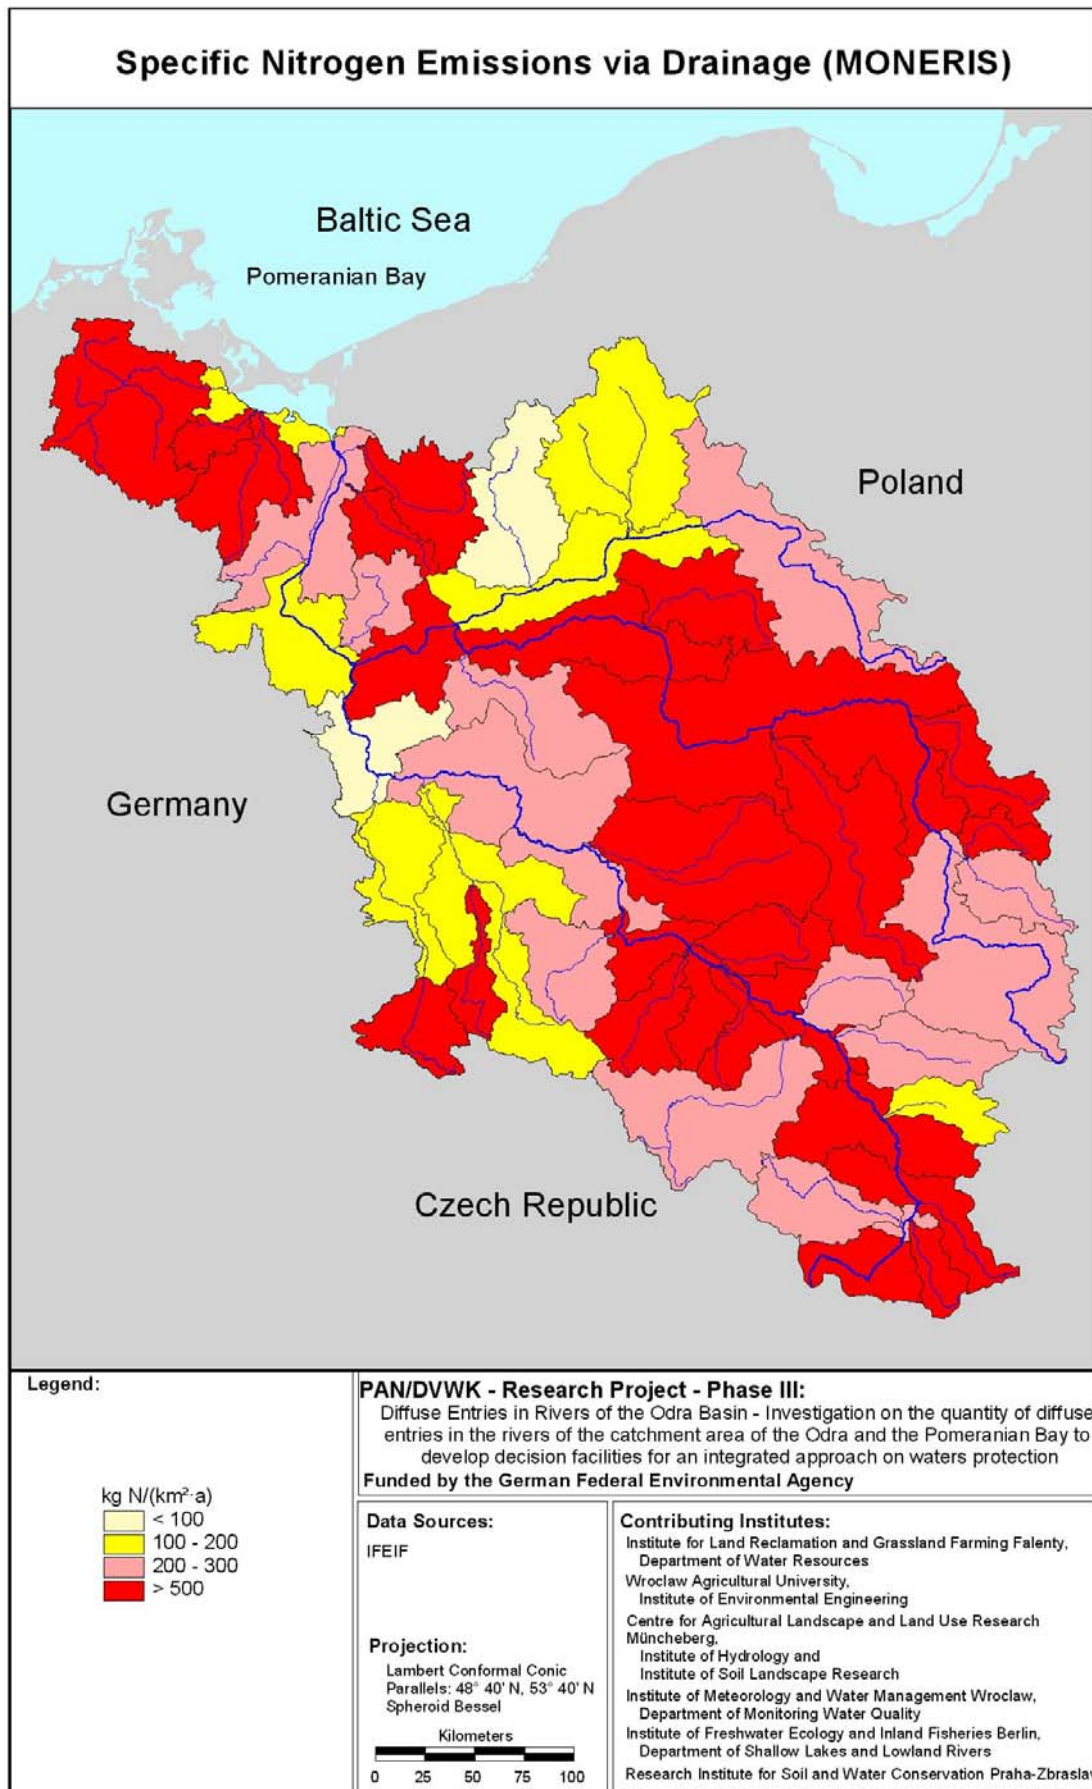 Specific Nitrogen Emissions via Drainage (MONERIS)
Baltic Sea
Pomeranian Bay
Poland
Germany
Czech Republic
Legend:
kg N/(km²·a)
< 100
100 - 200
200 - 300
> 500
PAN/DVWK - Research Project - Phase III:
Diffuse Entries in Rivers of the Odra Basin - Investigation on the quantity of diffuse
entries in the rivers of the catchment area of the Odra and the Pomeranian Bay to
develop decision facilities for an integrated approach on waters protection
Funded by the German Federal Environmental Agency
Data Sources:
IFEIF
Projection:
Lambert Conformal Conic
Parallels: 48° 40' N, 53° 40' N
Spheroid Bessel
Kilometers
0 25 50 75 100
Contributing Institutes:
Institute for Land Reclamation and Grassland Farming Falenty,
Department of Water Resources
Wroclaw Agricultural University,
Institute of Environmental Engineering
Centre for Agricultural Landscape and Land Use Research
Müncheberg,
Institute of Hydrology and
Institute of Soil Landscape Research
Institute of Meteorology and Water Management Wroclaw,
Department of Monitoring Water Quality
Institute of Freshwater Ecology and Inland Fisheries Berlin,
Department of Shallow Lakes and Lowland Rivers
Research Institute for Soil and Water Conservation Praha-Zbraslav